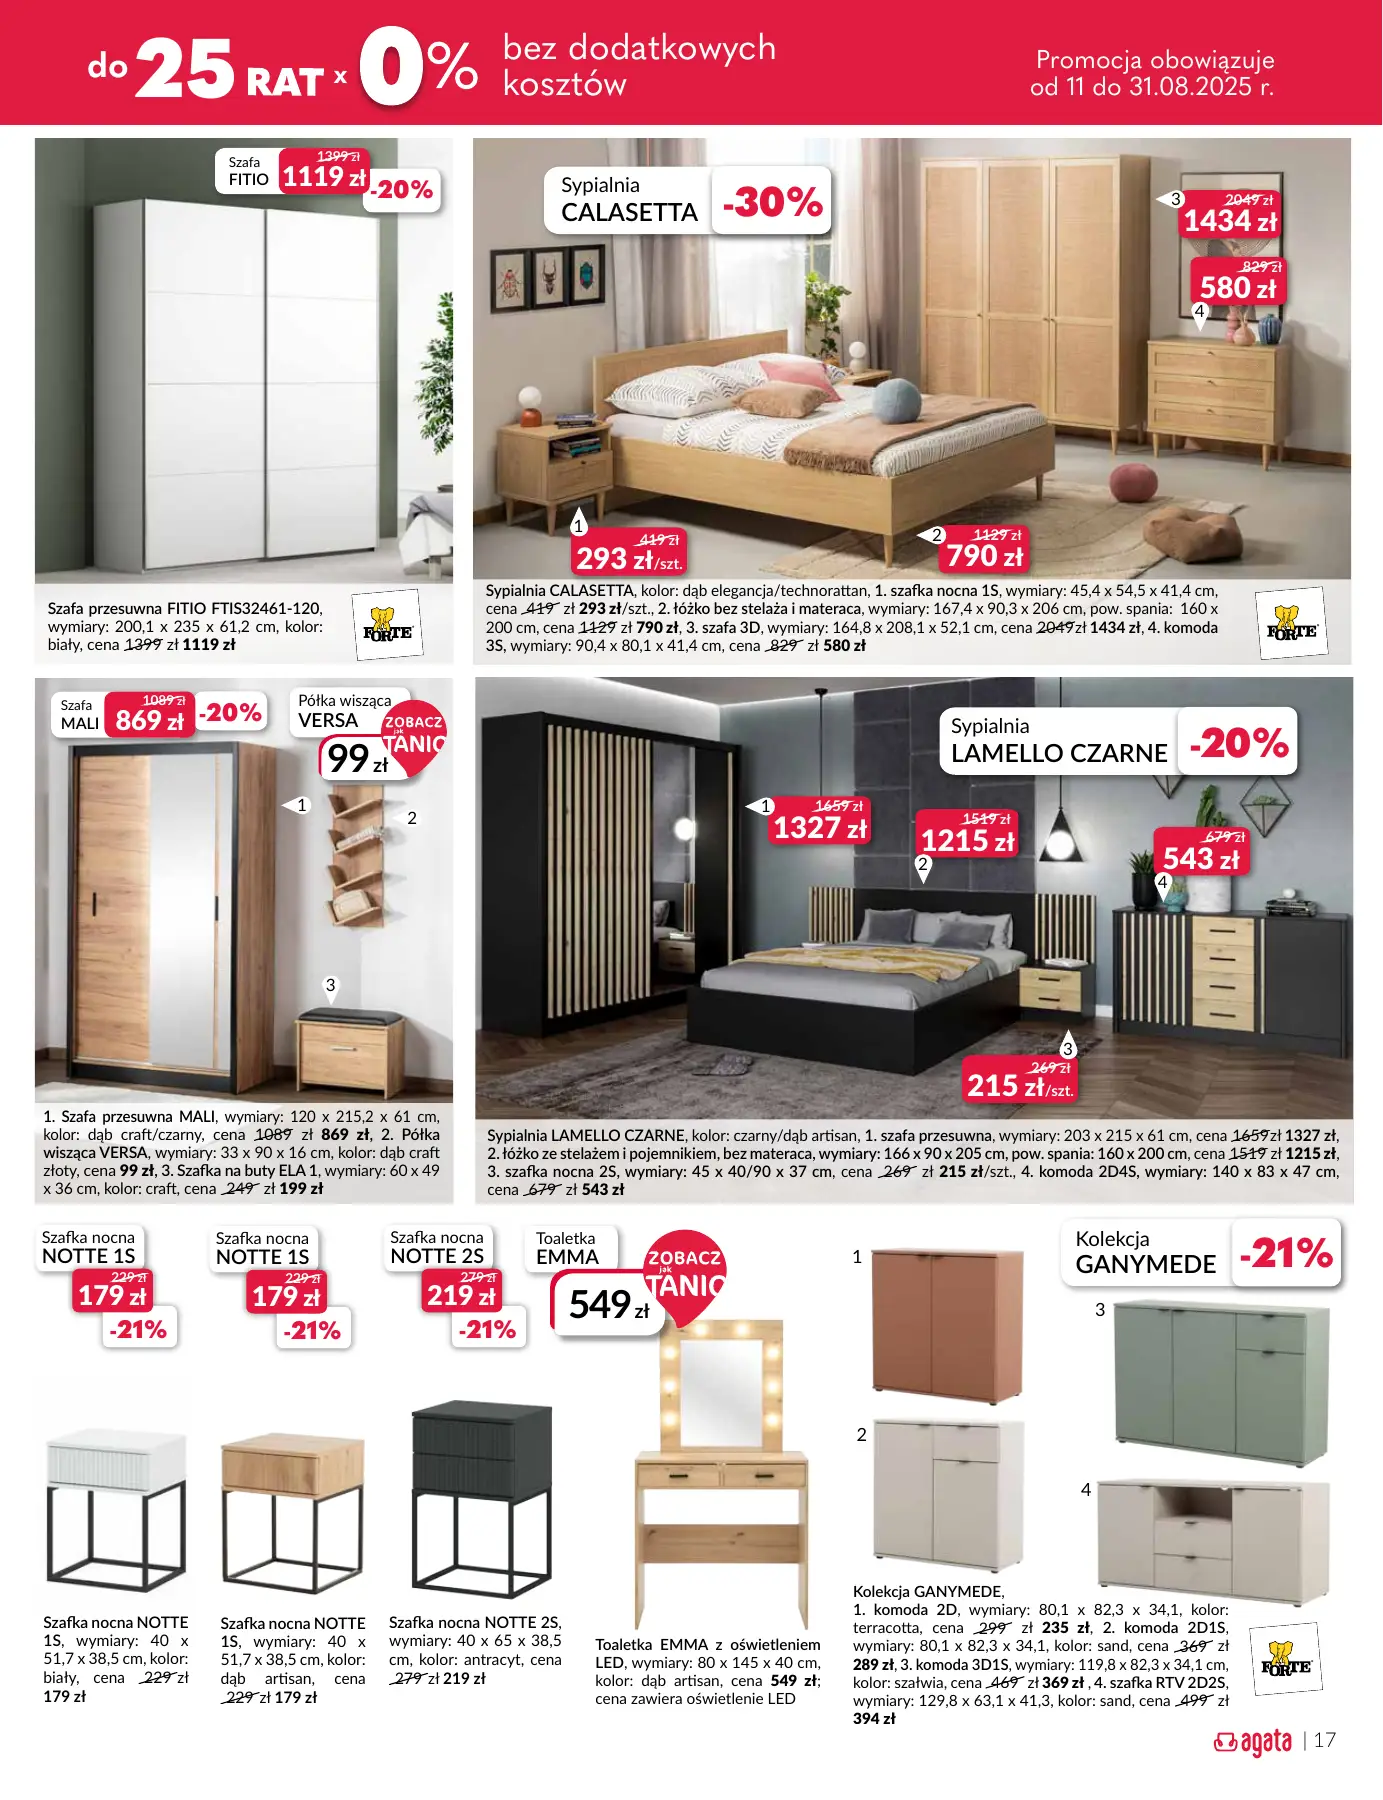 do 25 RAT x 0%
bez dodatkowych
kosztów
Promocja obowiązuje
od 11 do 31.08.2025 r.
Szafa
FITIO
1399 zł
1119 zł
-20%
Szafa przesuwna FITIO FTIS32461-120,
wymiary: 200,1 x 235 x 61,2 cm, kolor:
biały, cena 1399 zł 1119 zł
FORTE
Sypialnia
CALASETTA
-30%
3
2049 zł
1434 zł
829 zł
580 zł
4
1
419 zł
293 zł/szt.
2
1129 zł
790 zł
Sypialnia CALASETTA, kolor: dąb elegancja/technorattan, 1. szafka nocna 1S, wymiary: 45,4 x 54,5 x 41,4 cm,
cena 419 zł 293 zł/szt., 2. łóżko bez stelaża i materaca, wymiary: 167,4 x 90,3 x 206 cm, pow. spania: 160 x
200 cm, cena 1129 zł 790 zł, 3. szafa 3D, wymiary: 164,8 x 208,1 x 52,1 cm, cena 2049 zł 1434 zł, 4. komoda
3S, wymiary: 90,4 x 80,1 x 41,4 cm, cena 829 zł 580 zł
FORTE
Szafa
MALI
1089 zł
869 zł
-20%
Półka wisząca
VERSA
99 zł
ZOBACZ
jak
TANIO
1
2
3
1. Szafa przesuwna MALI, wymiary: 120 x 215,2 x 61 cm,
kolor: dąb craft/czarny, cena 1089 zł 869 zł, 2. Półka
wisząca VERSA, wymiary: 33 x 90 x 16 cm, kolor: dąb craft
złoty, cena 99 zł, 3. Szafka na buty ELA 1, wymiary: 60 x 49
x 36 cm, kolor: craft, cena 249 zł 199 zł
Sypialnia
LAMELLO CZARNE
-20%
1
1659 zł
1327 zł
1519 zł
1215 zł
2
679 zł
543 zł
4
3
269 zł
215 zł/szt.
Sypialnia LAMELLO CZARNE, kolor: czarny/dąb artisan, 1. szafa przesuwna, wymiary: 203 x 215 x 61 cm, cena 1659 zł 1327 zł,
2. łóżko ze stelażem i pojemnikiem, bez materaca, wymiary: 166 x 90 x 205 cm, pow. spania: 160 x 200 cm, cena 1519 zł 1215 zł,
3. szafka nocna 2S, wymiary: 45 x 40/90 x 37 cm, cena 269 zł 215 zł/szt., 4. komoda 2D4S, wymiary: 140 x 83 x 47 cm,
cena 679 zł 543 zł
Szafka nocna
NOTTE 1S
229 zł
179 zł
-21%
Szafka nocna NOTTE
1S, wymiary: 40 x
51,7 x 38,5 cm, kolor:
biały, cena 229 zł
179 zł
Szafka nocna
NOTTE 1S
229 zł
179 zł
-21%
Szafka nocna NOTTE
1S, wymiary: 40 x
51,7 x 38,5 cm, kolor:
dąb artisan, cena
229 zł 179 zł
Szafka nocna
NOTTE 2S
279 zł
219 zł
-21%
Szafka nocna NOTTE 2S,
wymiary: 40 x 65 x 38,5
cm, kolor: antracyt, cena
279 zł 219 zł
Toaletka
EMMA
549 zł
ZOBACZ
jak
TANIO
Toaletka EMMA z oświetleniem
LED, wymiary: 80 x 145 x 40 cm,
kolor: dąb artisan, cena 549 zł;
cena zawiera oświetlenie LED
Kolekcja
GANYMEDE
-21%
1
2
3
4
Kolekcja GANYMEDE,
1. komoda 2D, wymiary: 80,1 x 82,3 x 34,1, kolor:
terracotta, cena 299 zł 235 zł, 2. komoda 2D1S,
wymiary: 80,1 x 82,3 x 34,1, kolor: sand, cena 369 zł
289 zł, 3. komoda 3D1S, wymiary: 119,8 x 82,3 x 34,1 cm,
kolor: szałwia, cena 469 zł 369 zł , 4. szafka RTV 2D2S,
wymiary: 129,8 x 63,1 x 41,3, kolor: sand, cena 499 zł
394 zł
FORTE
agata | 17